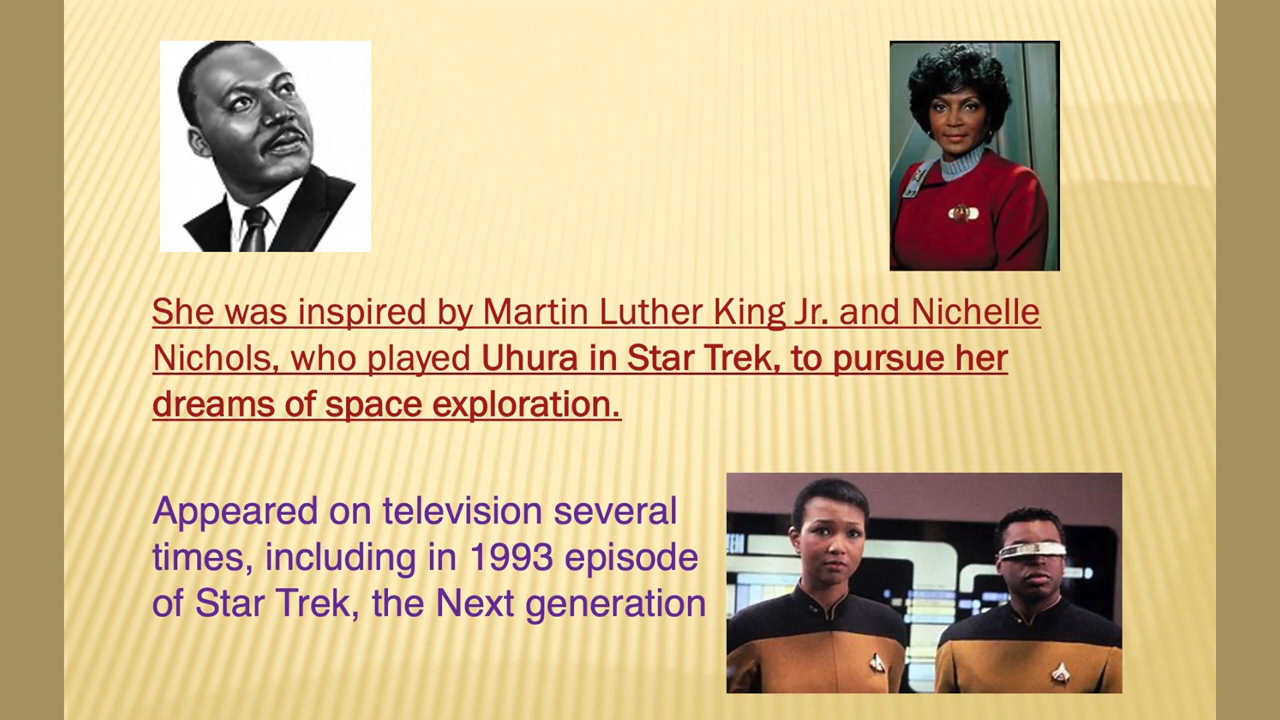 She was inspired by Martin Luther King Jr. and Nichelle
Nichols, who played Uhura in Star Trek, to pursue her
dreams of space exploration.
Appeared on television several
times, including in 1993 episode
of Star Trek, the Next generation